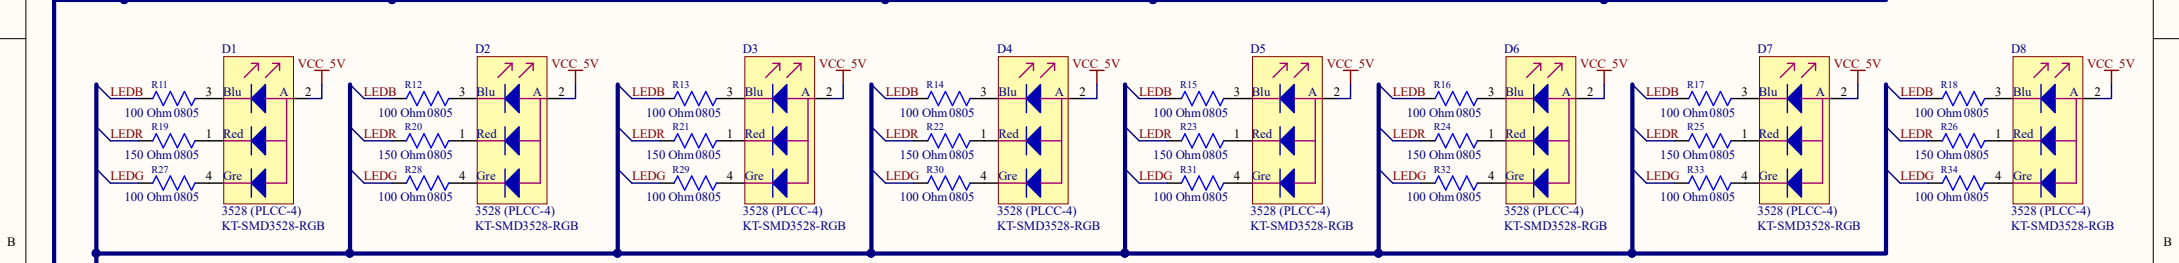 D1 D2 D3 D4 D5 D6 D7 D8
VCC_5V VCC_5V VCC_5V VCC_5V VCC_5V VCC_5V VCC_5V VCC_5V
LEDB R11 3 Blu A 2 LEDB R12 3 Blu A 2 LEDB R13 3 Blu A 2 LEDB R14 3 Blu A 2 LEDB R15 3 Blu A 2 LEDB R16 3 Blu A 2 LEDB R17 3 Blu A 2 LEDB R18 3 Blu A 2
100 Ohm 0805 100 Ohm 0805 100 Ohm 0805 100 Ohm 0805 100 Ohm 0805 100 Ohm 0805 100 Ohm 0805 100 Ohm 0805
LEDR R19 1 Red LEDR R20 1 Red LEDR R21 1 Red LEDR R22 1 Red LEDR R23 1 Red LEDR R24 1 Red LEDR R25 1 Red LEDR R26 1 Red
150 Ohm 0805 150 Ohm 0805 150 Ohm 0805 150 Ohm 0805 150 Ohm 0805 150 Ohm 0805 150 Ohm 0805 150 Ohm 0805
LEDG R27 4 Gre LEDG R28 4 Gre LEDG R29 4 Gre LEDG R30 4 Gre LEDG R31 4 Gre LEDG R32 4 Gre LEDG R33 4 Gre LEDG R34 4 Gre
100 Ohm 0805 100 Ohm 0805 100 Ohm 0805 100 Ohm 0805 100 Ohm 0805 100 Ohm 0805 100 Ohm 0805 100 Ohm 0805
3528 (PLCC-4) 3528 (PLCC-4) 3528 (PLCC-4) 3528 (PLCC-4) 3528 (PLCC-4) 3528 (PLCC-4) 3528 (PLCC-4) 3528 (PLCC-4)
KT-SMD3528-RGB KT-SMD3528-RGB KT-SMD3528-RGB KT-SMD3528-RGB KT-SMD3528-RGB KT-SMD3528-RGB KT-SMD3528-RGB KT-SMD3528-RGB
B B